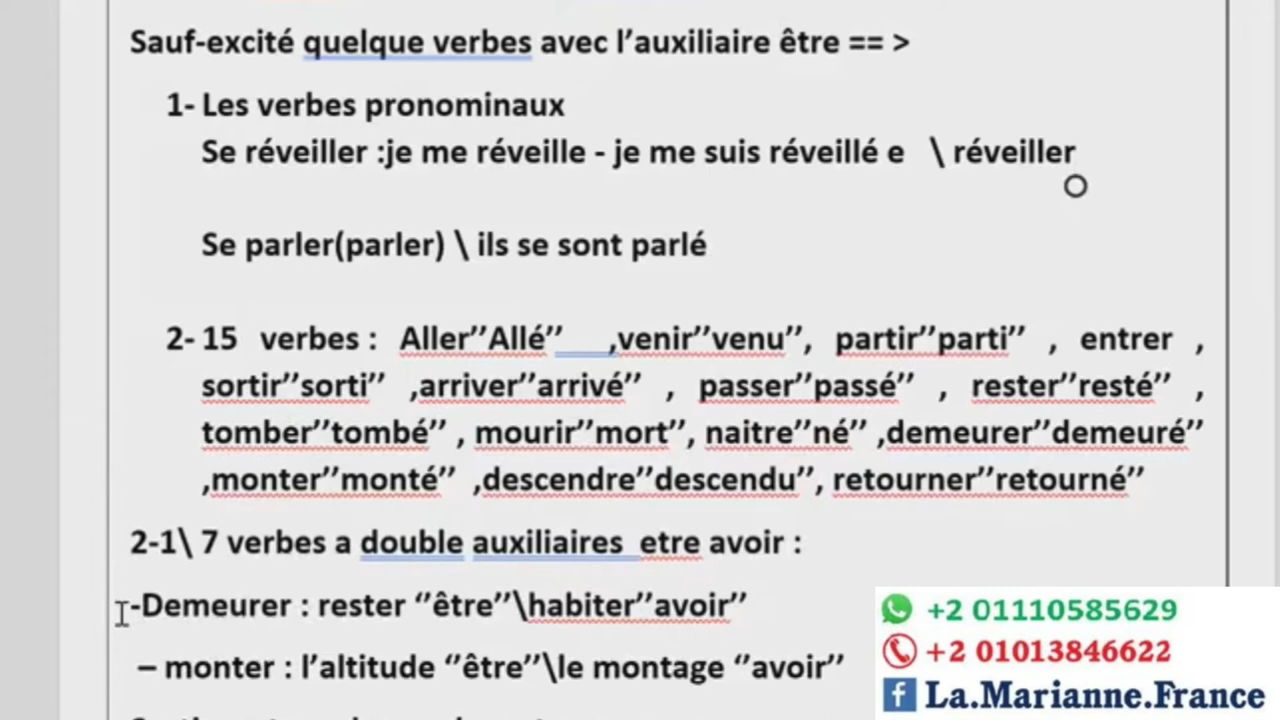 Sauf-excité quelque verbes avec l’auxiliaire être == >
1- Les verbes pronominaux
Se réveiller :je me réveille - je me suis réveillé e \ réveiller
Se parler(parler) \ ils se sont parlé
2- 15 verbes : Aller’’Allé’’ ,venir’’venu’’, partir’’parti’’ , entrer ,
sortir’’sorti’’ ,arriver’’arrivé’’ , passer’’passé’’ , rester’’resté’’ ,
tomber’’tombé’’ , mourir’’mort’’, naitre’’né’’ ,demeurer’’demeuré’’
,monter’’monté’’ ,descendre’’descendu’’, retourner’’retourné’’
2-1\ 7 verbes a double auxiliaires etre avoir :
-Demeurer : rester ‘’être’’\habiter’’avoir’’
– monter : l’altitude ‘’être’’\le montage ‘’avoir’’
+2 01110585629
+2 01013846622
La.Marianne.France